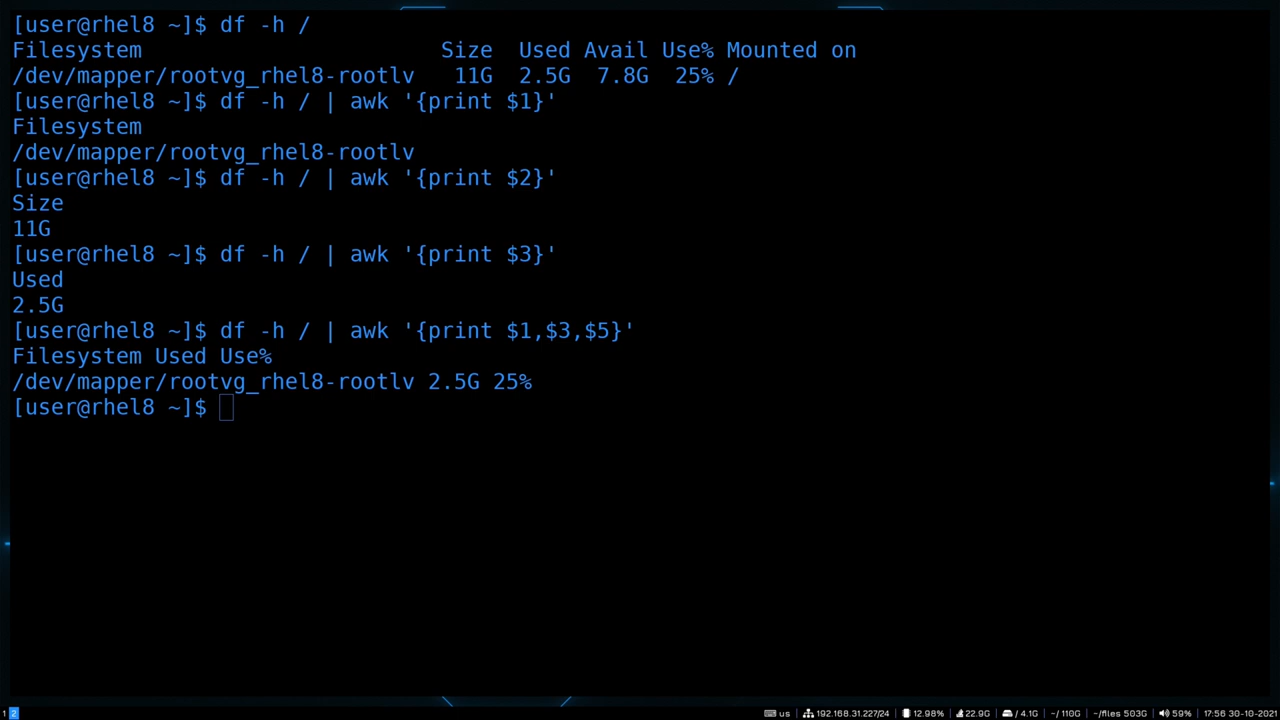 [user@rhel8 ~]$ df -h /
Filesystem                       Size  Used Avail Use% Mounted on
/dev/mapper/rootvg_rhel8-rootlv   11G  2.5G  7.8G  25% /
[user@rhel8 ~]$ df -h / | awk '{print $1}'
Filesystem
/dev/mapper/rootvg_rhel8-rootlv
[user@rhel8 ~]$ df -h / | awk '{print $2}'
Size
11G
[user@rhel8 ~]$ df -h / | awk '{print $3}'
Used
2.5G
[user@rhel8 ~]$ df -h / | awk '{print $1,$3,$5}'
Filesystem Used Use%
/dev/mapper/rootvg_rhel8-rootlv 2.5G 25%
[user@rhel8 ~]$
1 2 us | 192.168.31.227/24 | 12.98% | 22.9G | / 4.1G | ~/ 110G | ~/files 503G | 59% | 17:56 30-10-2021